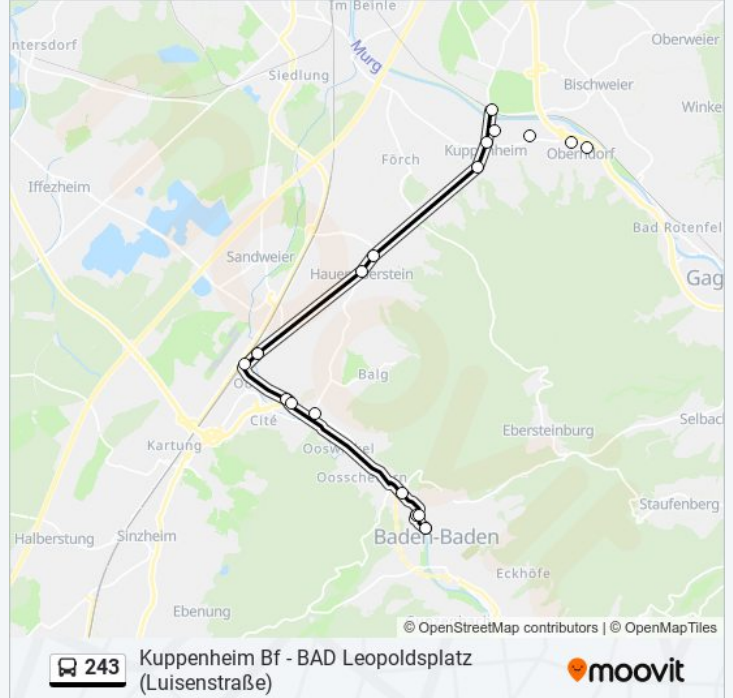 Im Beinle
ntersdorf
Oberweier
Murg
Siedlung
Bischweier
Winke
Förch
Kuppenheim
Oberndorf
Iffezheim
Bad Rotenfel
Sandweier
Gag
Balg
Cité
Selbac
Ebersteinburg
Kartung
Staufenberg
Halberstung
Sinzheim
Baden-Baden
Eckhöfe
Ebenung
© OpenStreetMap contributors | © OpenMapTiles
243
Kuppenheim Bf - BAD Leopoldsplatz
(Luisenstraße)
moovit